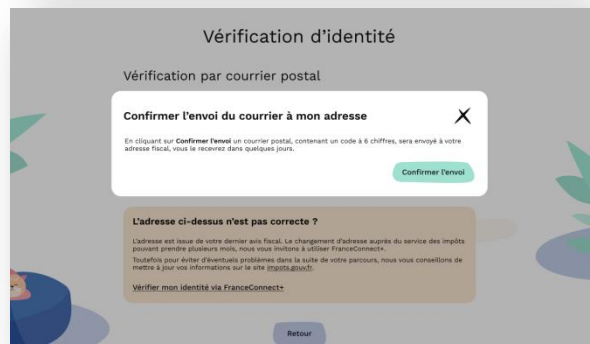 Vérification d’identité
Vérification par courrier postal
Confirmer l’envoi du courrier à mon adresse
En cliquant sur Confirmer l’envoi un courrier postal, contenant un code à 6 chiffres, sera envoyé à votre
adresse fiscal, vous le recevrez dans quelques jours.
Confirmer l’envoi
L’adresse ci-dessus n’est pas correcte ?
L’adresse est issue de votre dernier avis fiscal. Le changement d’adresse auprès du service des impôts
pouvant prendre plusieurs mois, nous vous invitons à utiliser FranceConnect+.
Toutefois pour éviter d’éventuels problèmes dans la suite de votre parcours, nous vous conseillons de
mettre à jour vos informations sur le site impots.gouv.fr.
Vérifier mon identité via FranceConnect+
Retour